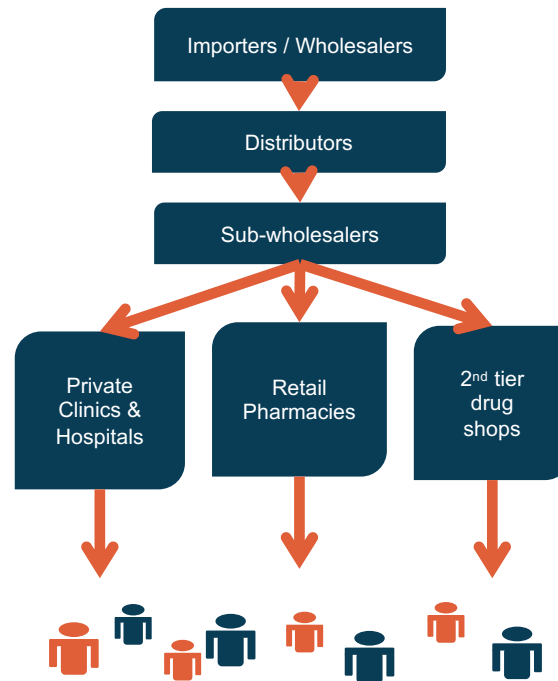 Importers / Wholesalers
Distributors
Sub-wholesalers
Private
Clinics &
Hospitals
Retail
Pharmacies
2nd tier
drug
shops